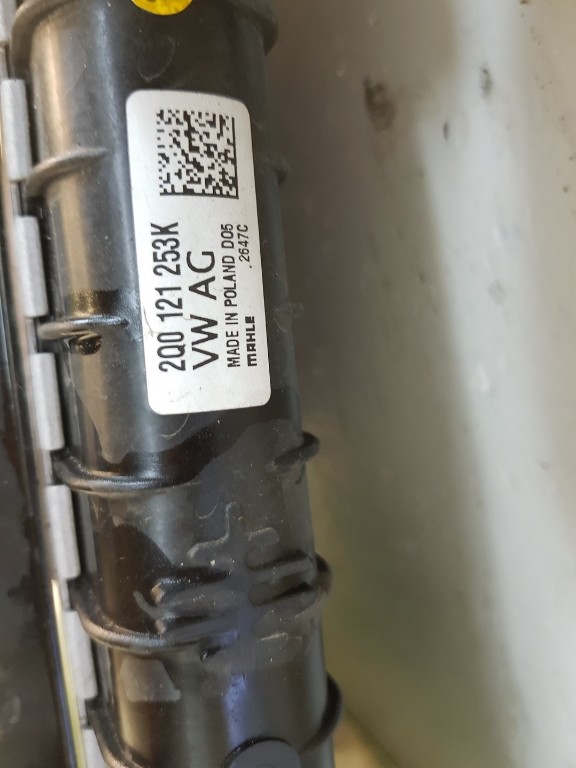 2Q0 121 253K
VW AG
MADE IN POLAND D05
.2647C
MAHLE